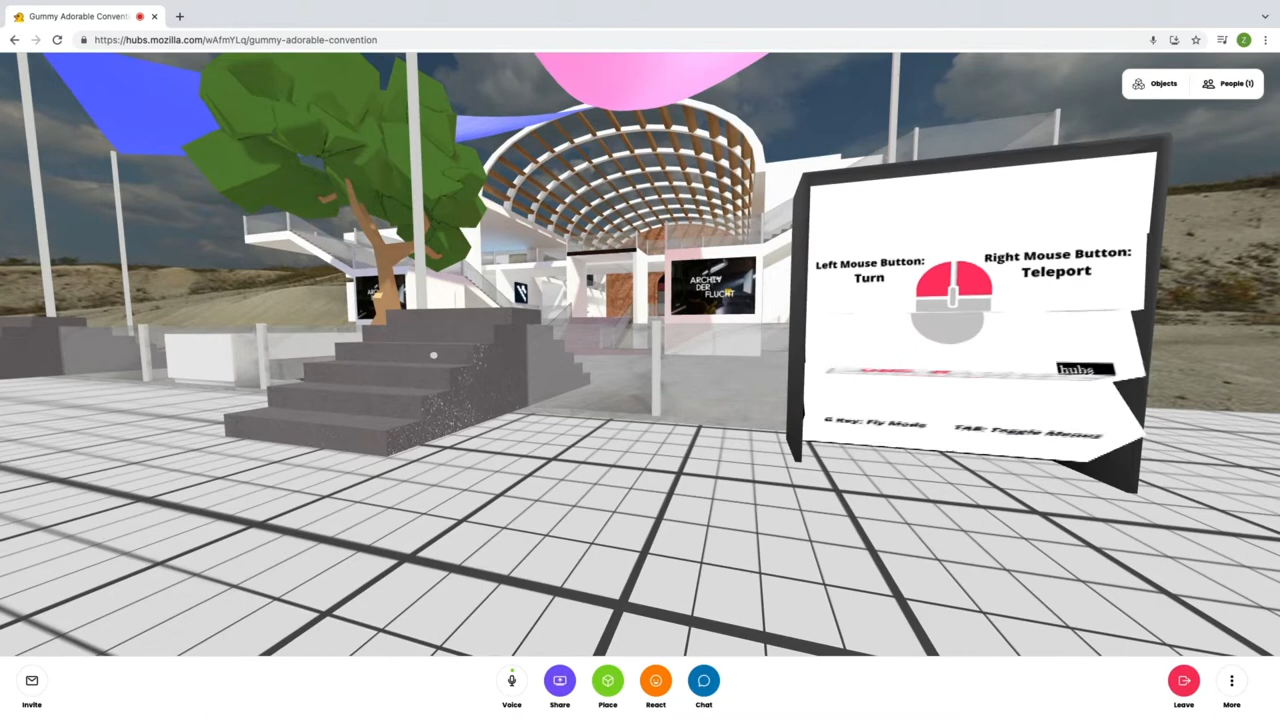 Gummy Adorable Conventi
https://hubs.mozilla.com/wAfmYLq/gummy-adorable-convention
Z
Objects
People (1)
Left Mouse Button:
Turn
Right Mouse Button:
Teleport
ARCHIV
DER
FLUCHT
hubs
G Key: Fly Mode
TAB: Toggle Menus
Invite
Voice
Share
Place
React
Chat
Leave
More